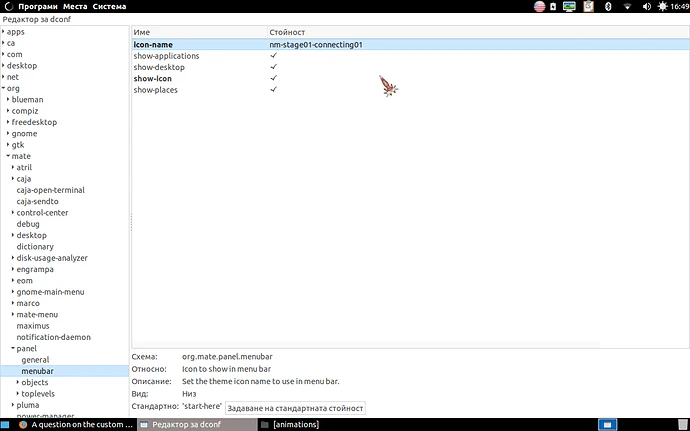 Програми Места Система 16:49
Редактор за dconf
apps
ca
com
desktop
net
org
blueman
compiz
freedesktop
gnome
gtk
mate
atril
caja
caja-open-terminal
caja-sendto
control-center
debug
desktop
dictionary
disk-usage-analyzer
engrampa
eom
gnome-main-menu
marco
mate-menu
maximus
notification-daemon
panel
general
menubar
objects
toplevels
pluma
power-manager
Име Стойност
icon-name nm-stage01-connecting01
show-applications
show-desktop
show-icon
show-places
Схема: org.mate.panel.menubar
Относно: Icon to show in menu bar
Описание: Set the theme icon name to use in menu bar.
Вид: Низ
Стандартно: 'start-here' Задаване на стандартната стойност
A question on the custom ... Редактор за dconf [animations]